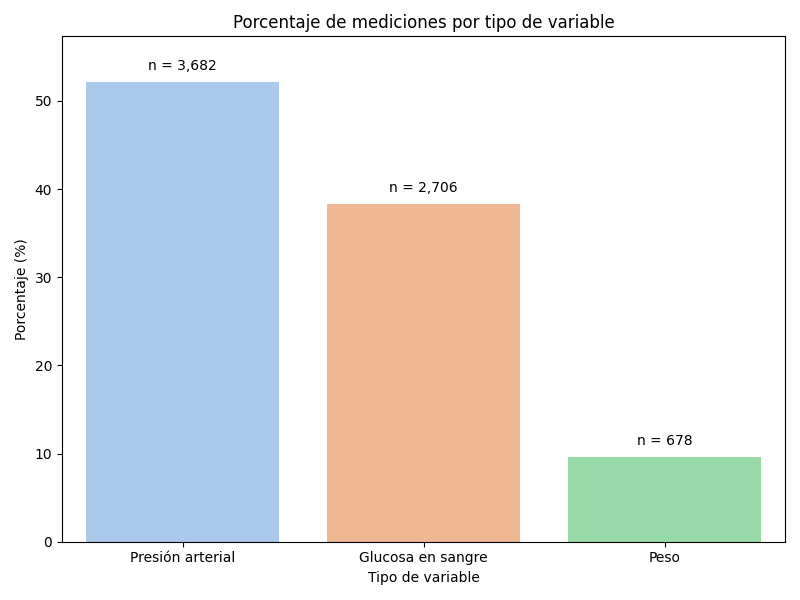 Porcentaje de mediciones por tipo de variable
n = 3,682
n = 2,706
n = 678
Porcentaje (%)
50
40
30
20
10
0
Presión arterial
Glucosa en sangre
Peso
Tipo de variable